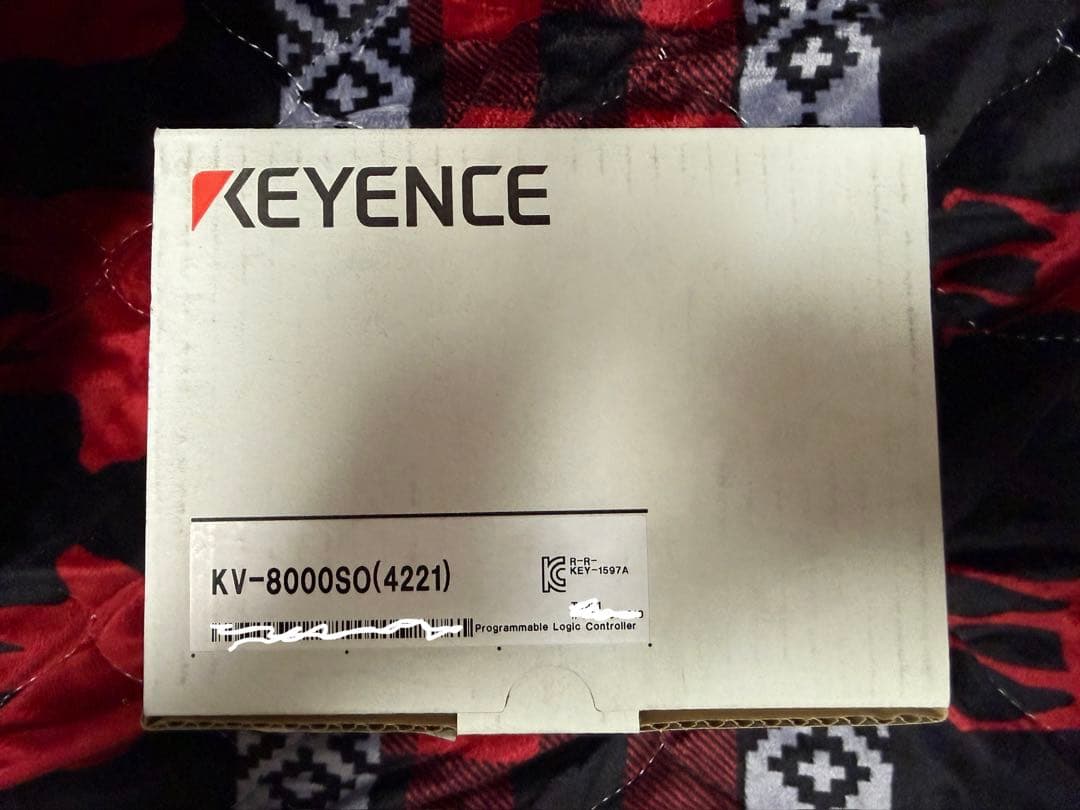 KEYENCE
KV-8000SO(4221)
R-R-
KEY-1597A
Programmable Logic Controller